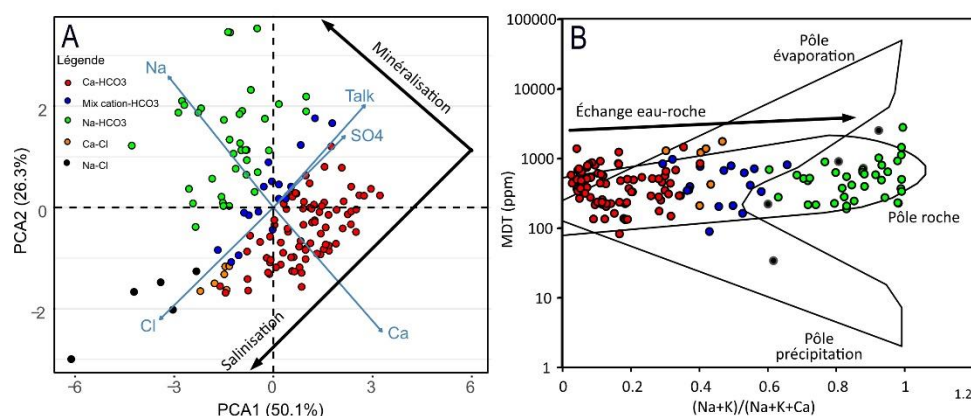 A
Légende
Ca-HCO3
Mix cation-HCO3
Na-HCO3
Ca-Cl
Na-Cl
Na
Talk
SO4
Cl
Ca
Minéralisation
Salinisation
2
0
-2
-6
-3
0
3
6
PCA2 (26.3%)
PCA1 (50.1%)
B
100000
10000
1000
100
10
1
MDT (ppm)
Pôle
évaporation
Échange eau-roche
Pôle roche
Pôle
précipitation
0
0.2
0.4
0.6
0.8
1
1.2
(Na+K)/(Na+K+Ca)